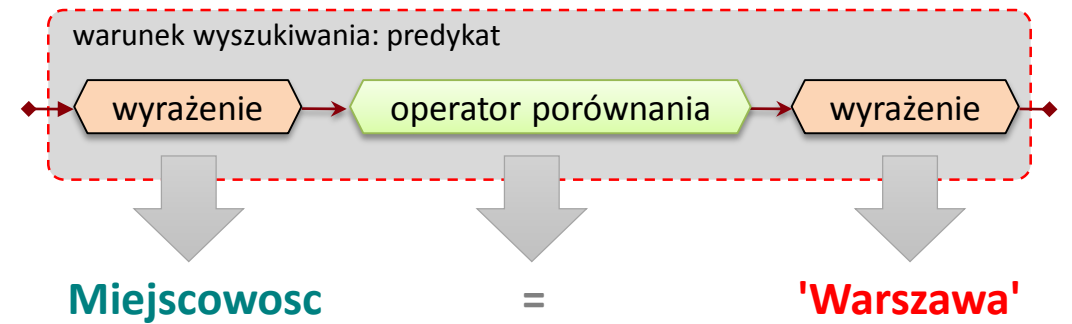 warunek wyszukiwania: predykat
wyrażenie operator porównania wyrażenie
Miejscowosc = 'Warszawa'